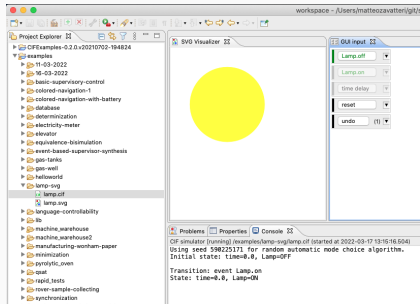 workspace - /Users/matteozavatteri/git/s
Project Explorer
CIFExamples-0.2.0.v20210702-194824
examples
11-03-2022
16-03-2022
basic-supervisory-control
colored-navigation-1
colored-navigation-with-battery
database
determinization
electricity-meter
elevator
equivalence-bisimulation
event-based-supervisor-synthesis
gas-tanks
gas-well
helloworld
lamp-svg
lamp.cif
lamp.svg
language-controllability
lib
machine_warehouse
machine_warehouse2
manufacturing-wonham-paper
minimization
pyrolytic_oven
qsat
rapid_tests
rover-sample-collecting
synchronization
SVG Visualizer
GUI input
Lamp.off
Lamp.on
time delay
reset
undo (1)
Problems Properties Console
CIF simulator [running] /examples/lamp-svg/lamp.cif (started at 2022-03-17 13:15:16.504)
Using seed 590225171 for random automatic mode choice algorithm.
Initial state: time=0.0, Lamp=OFF
Transition: event Lamp.on
State: time=0.0, Lamp=ON